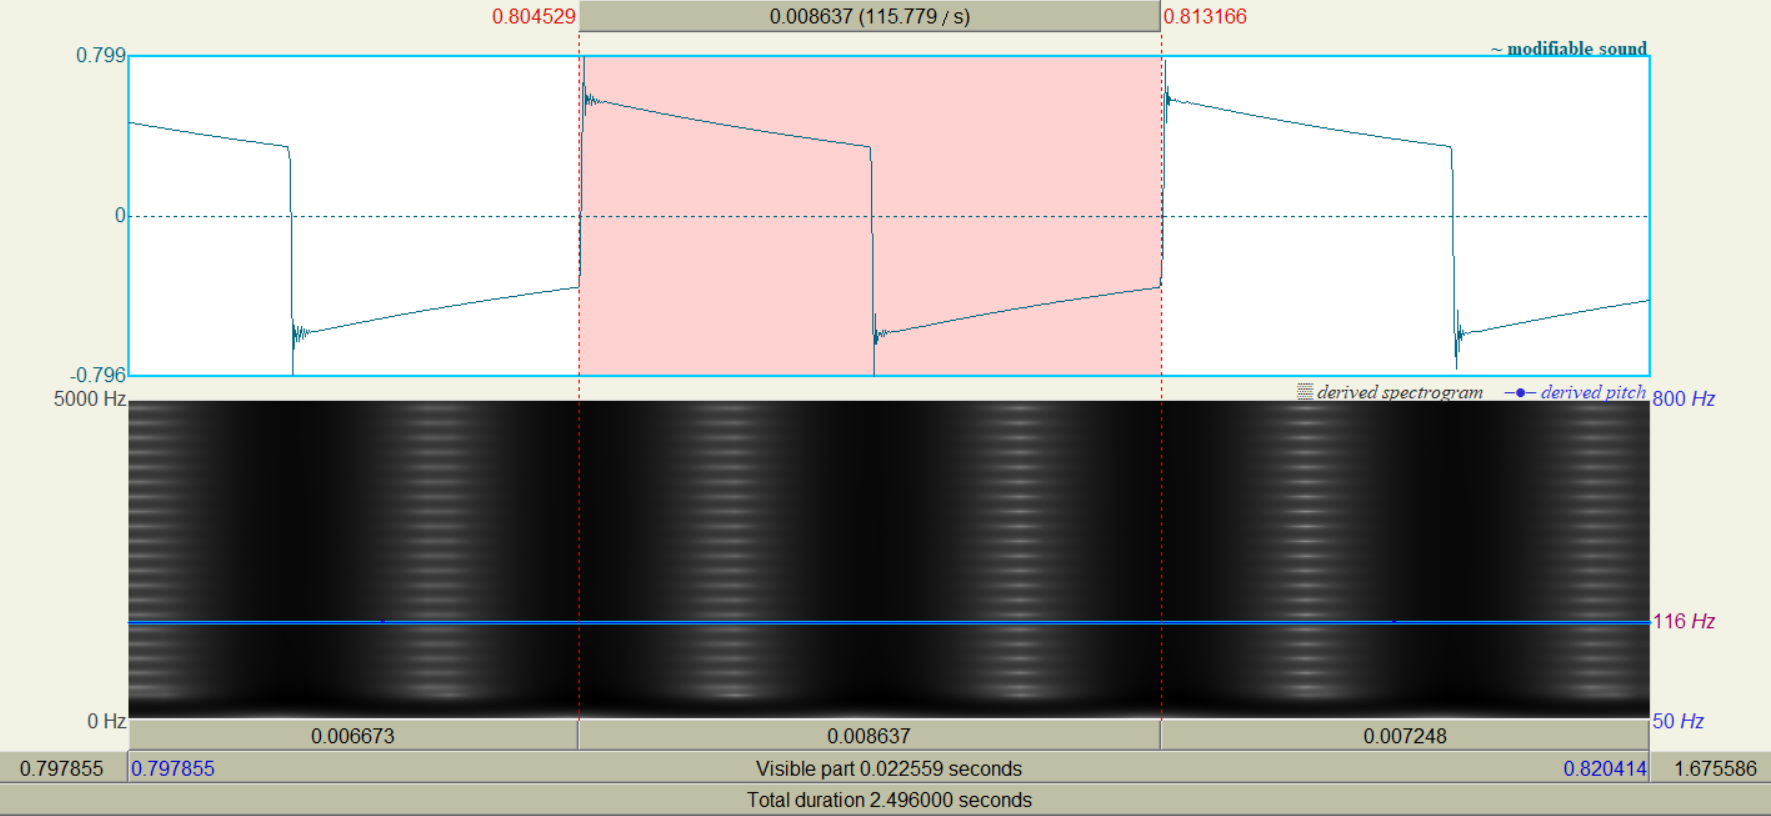 0.804529 0.008637 (115.779 / s) 0.813166
~ modifiable sound
0.799
0
-0.796
derived spectrogram derived pitch
5000 Hz 800 Hz
116 Hz
0 Hz 50 Hz
0.006673 0.008637 0.007248
0.797855 0.797855 Visible part 0.022559 seconds 0.820414 1.675586
Total duration 2.496000 seconds